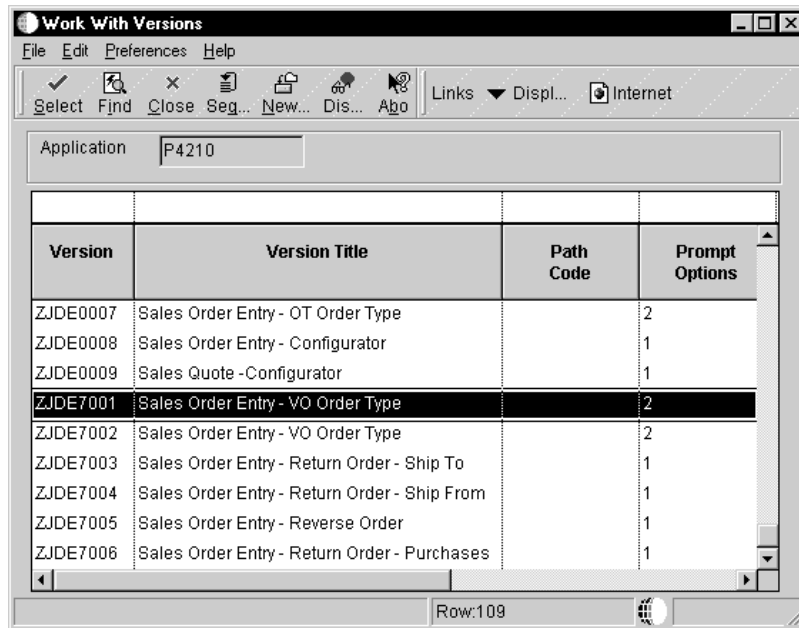 Work With Versions
File Edit Preferences Help
Select Find Close Seq... New... Dis... Abo Links Displ... Internet
Application P4210
Version Version Title Path Code Prompt Options
ZJDE0007 Sales Order Entry - OT Order Type 2
ZJDE0008 Sales Order Entry - Configurator 1
ZJDE0009 Sales Quote -Configurator 1
ZJDE7001 Sales Order Entry - VO Order Type 2
ZJDE7002 Sales Order Entry - VO Order Type 2
ZJDE7003 Sales Order Entry - Return Order - Ship To 1
ZJDE7004 Sales Order Entry - Return Order - Ship From 1
ZJDE7005 Sales Order Entry - Reverse Order 1
ZJDE7006 Sales Order Entry - Return Order - Purchases 1
Row:109